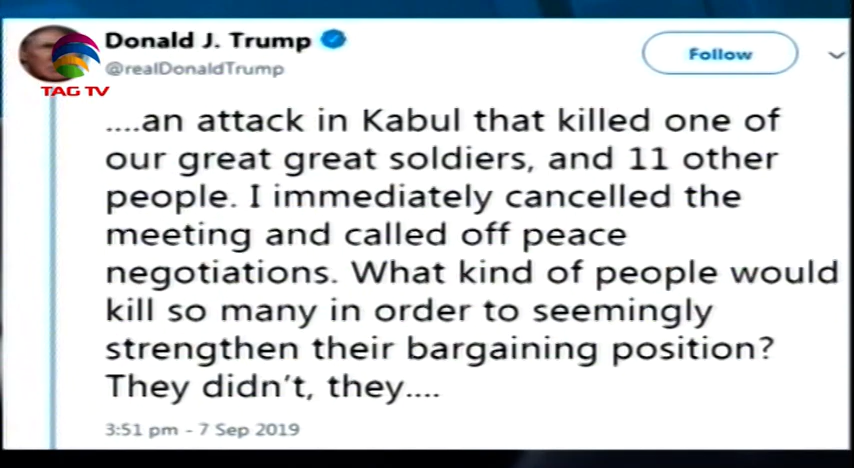 Donald J. Trump
@realDonaldTrump
Follow
TAG TV
....an attack in Kabul that killed one of
our great great soldiers, and 11 other
people. I immediately cancelled the
meeting and called off peace
negotiations. What kind of people would
kill so many in order to seemingly
strengthen their bargaining position?
They didn't, they....
3:51 pm - 7 Sep 2019